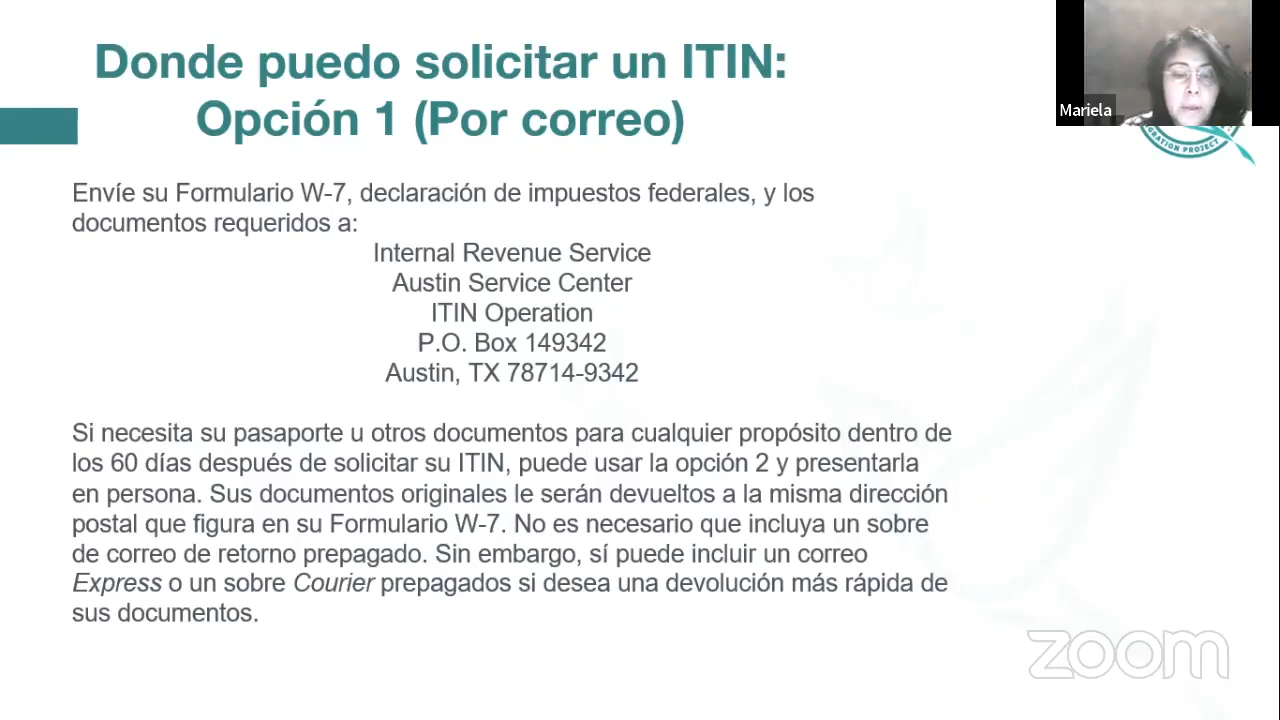 Donde puedo solicitar un ITIN:
Opción 1 (Por correo)
Mariela
GRATION PROJECT
Envíe su Formulario W-7, declaración de impuestos federales, y los
documentos requeridos a:
Internal Revenue Service
Austin Service Center
ITIN Operation
P.O. Box 149342
Austin, TX 78714-9342
Si necesita su pasaporte u otros documentos para cualquier propósito dentro de
los 60 días después de solicitar su ITIN, puede usar la opción 2 y presentarla
en persona. Sus documentos originales le serán devueltos a la misma dirección
postal que figura en su Formulario W-7. No es necesario que incluya un sobre
de correo de retorno prepagado. Sin embargo, sí puede incluir un correo
Express o un sobre Courier prepagados si desea una devolución más rápida de
sus documentos.
zoom